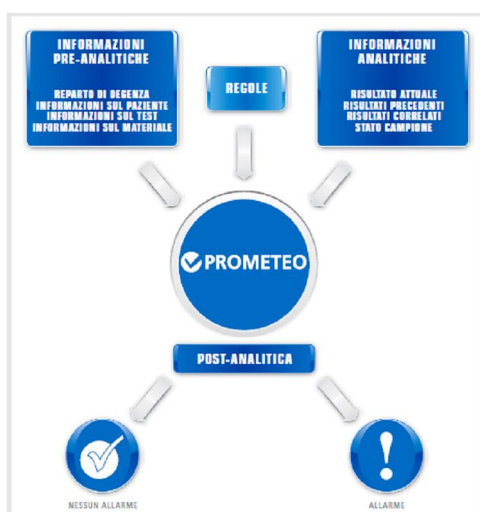 INFORMAZIONI
PRE-ANALITICHE
REPARTO DI DEGENZA
INFORMAZIONI SUL PAZIENTE
INFORMAZIONI SUL TEST
INFORMAZIONI SUL MATERIALE
REGOLE
INFORMAZIONI
ANALITICHE
RISULTATO ATTUALE
RISULTATI PRECEDENTI
RISULTATI CORRELATI
STATO CAMPIONE
PROMETEO
POST-ANALITICA
NESSUN ALLARME
ALLARME